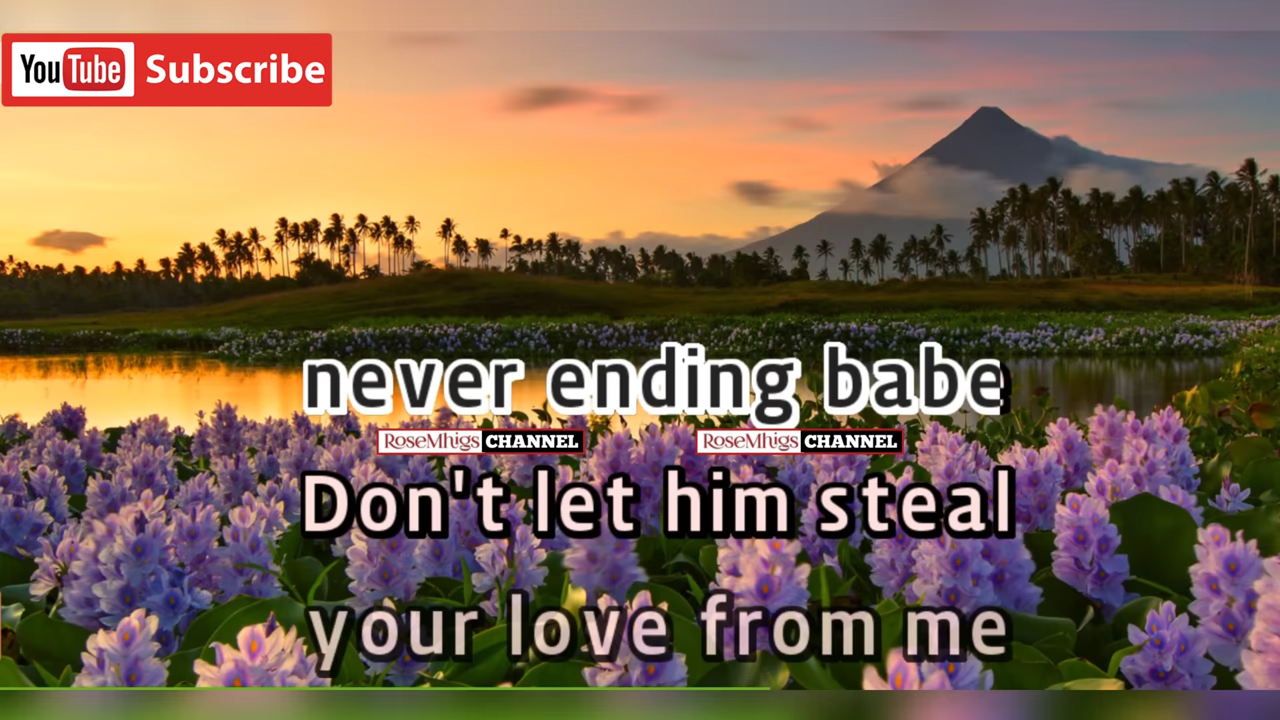 YouTube Subscribe
never ending babe
RoseMhigs CHANNEL RoseMhigs CHANNEL
Don't let him steal
your love from me